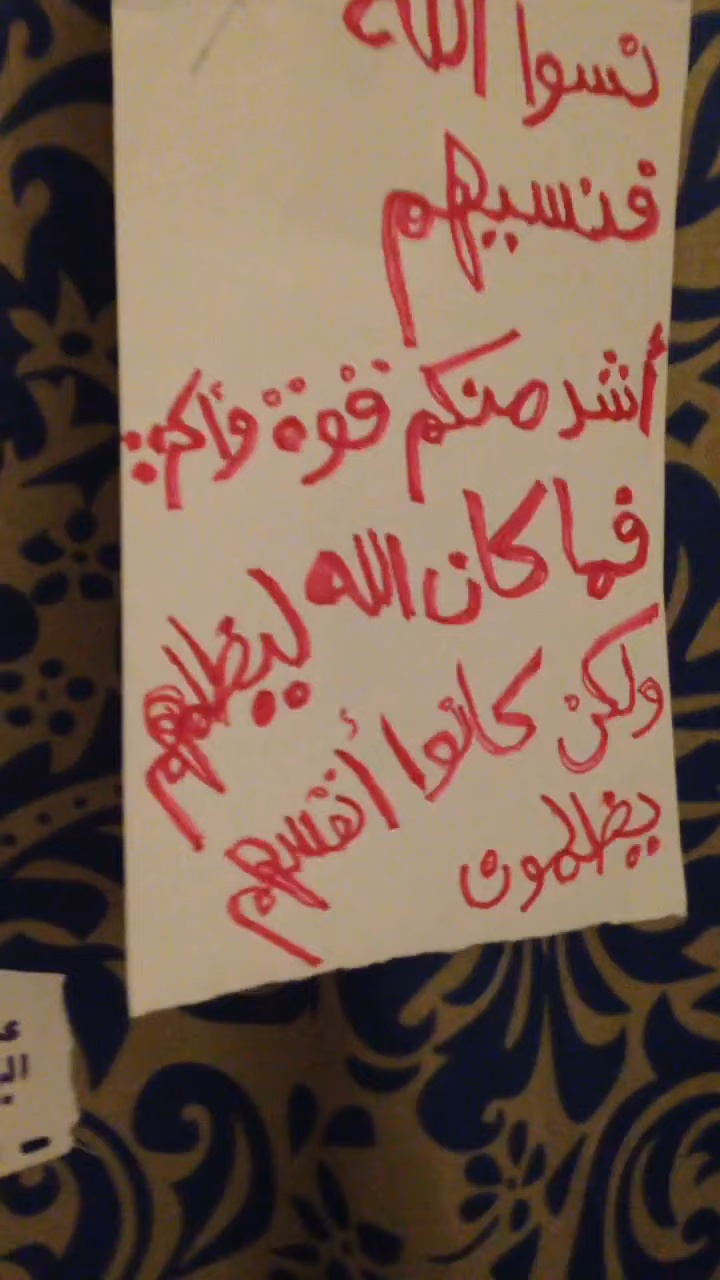 نسوا الله
فنسيهم
أشد منكم قوة وأكثر
فما كان الله ليظلمهم
ولكن كانوا أنفسهم
يظلمون